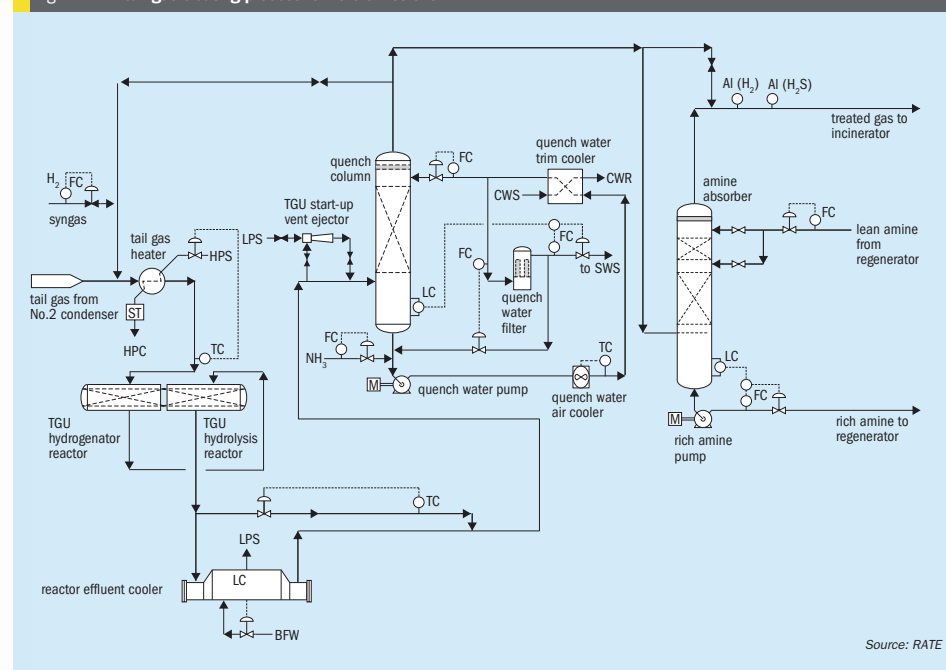 AI (H2)
AI (H2S)
treated gas to
incinerator
quench
column
FC
quench water
trim cooler
CWR
CWS
amine
absorber
H2
FC
syngas
TGU start-up
vent ejector
LPS
FC
lean amine
from
regenerator
tail gas
heater
HPS
FC
FC
to SWS
tail gas from
No.2 condenser
ST
HPC
LC
quench
water
filter
TC
FC
NH3
TC
LC
FC
M
quench water pump
quench water
air cooler
TGU
hydrogenator
reactor
TGU
hydrolysis
reactor
M
rich amine
pump
rich amine to
regenerator
TC
LPS
LC
reactor effluent cooler
BFW
Source: RATE